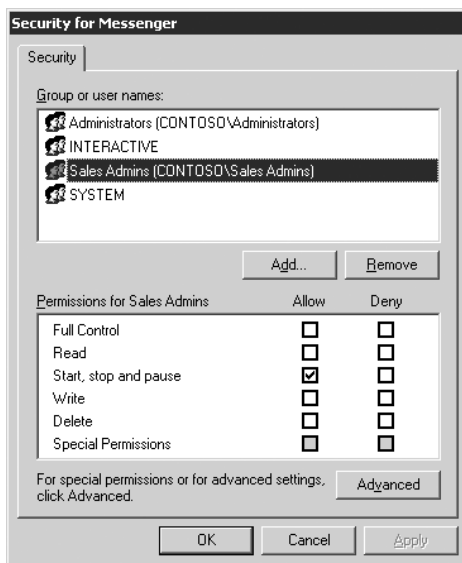 Security for Messenger
Security
Group or user names:
Administrators (CONTOSO\Administrators)
INTERACTIVE
Sales Admins (CONTOSO\Sales Admins)
SYSTEM
Add... Remove
Permissions for Sales Admins Allow Deny
Full Control
Read
Start, stop and pause
Write
Delete
Special Permissions
For special permissions or for advanced settings,
click Advanced.
Advanced
OK Cancel Apply